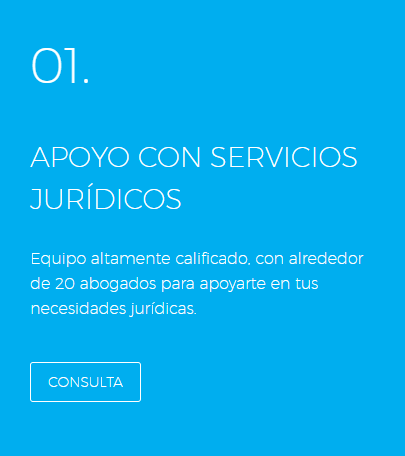 01.
APOYO CON SERVICIOS
JURÍDICOS
Equipo altamente calificado, con alrededor
de 20 abogados para apoyarte en tus
necesidades jurídicas.
CONSULTA